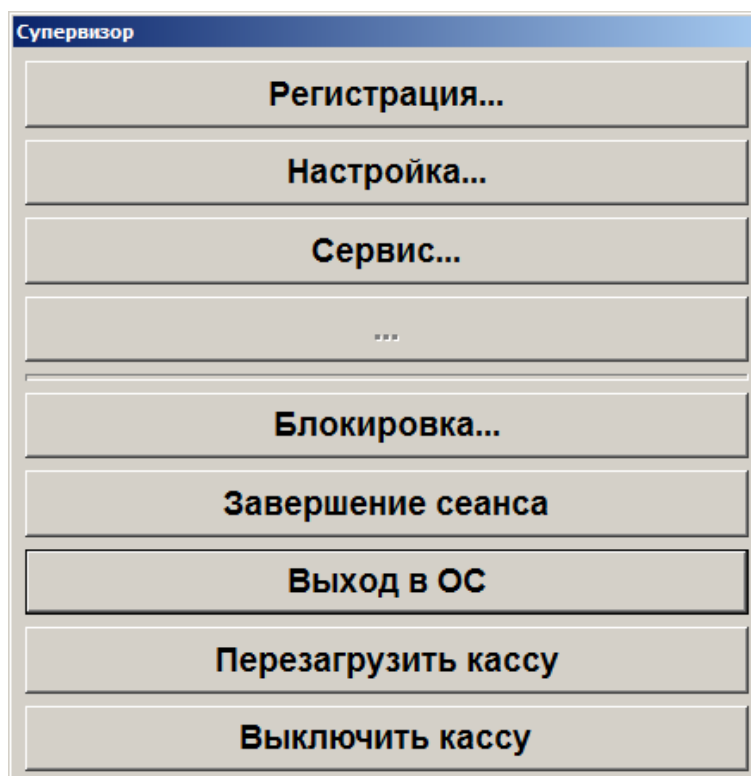 Супервизор
Регистрация...
Настройка...
Сервис...
...
Блокировка...
Завершение сеанса
Выход в ОС
Перезагрузить кассу
Выключить кассу